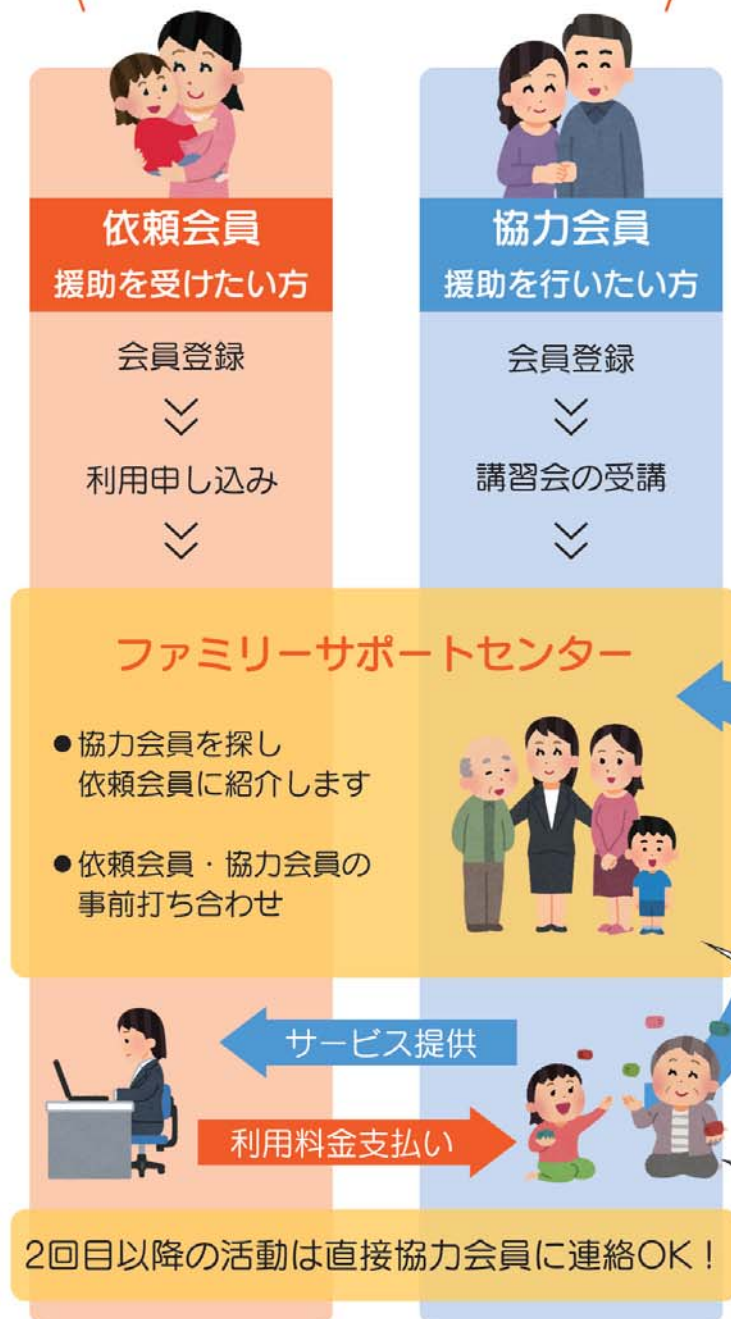 依頼会員
援助を受けたい方
会員登録
利用申し込み
協力会員
援助を行いたい方
会員登録
講習会の受講
ファミリーサポートセンター
●協力会員を探し
依頼会員に紹介します
●依頼会員・協力会員の
事前打ち合わせ
サービス提供
利用料金支払い
2回目以降の活動は直接協力会員に連絡OK!